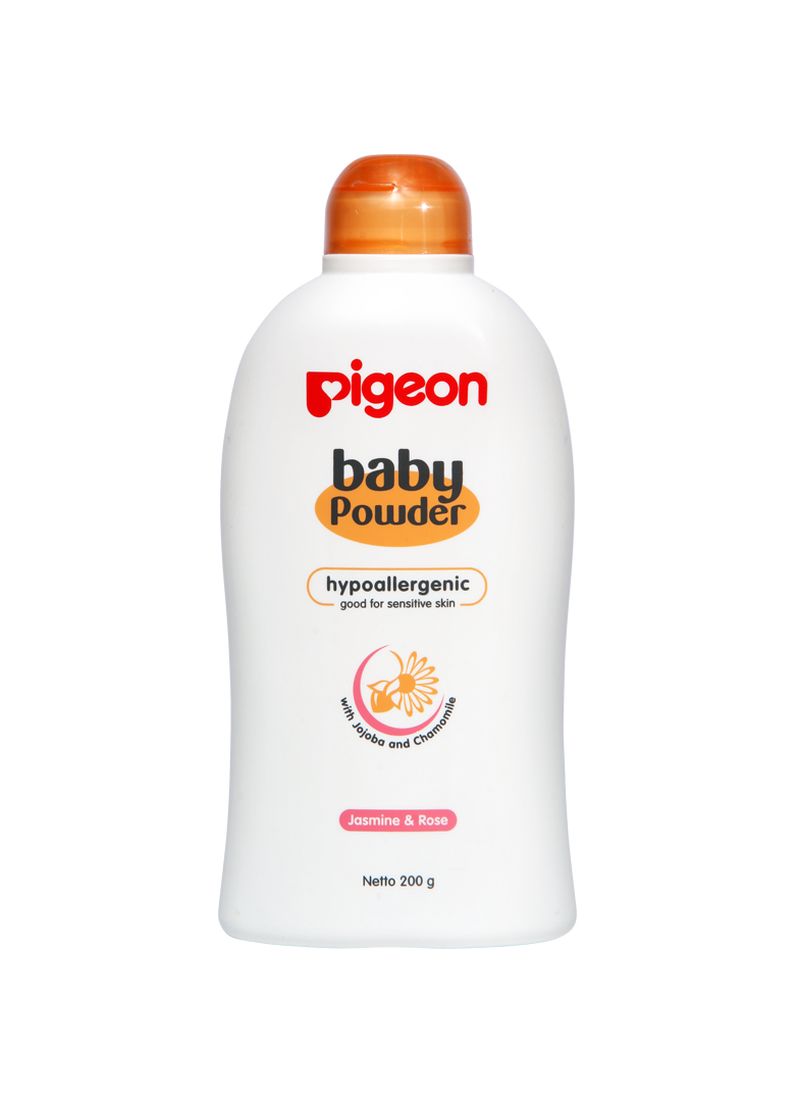 pigeon
baby
Powder
hypoallergenic
good for sensitive skin
with Jojoba and Chamomile
Jasmine & Rose
Netto 200 g